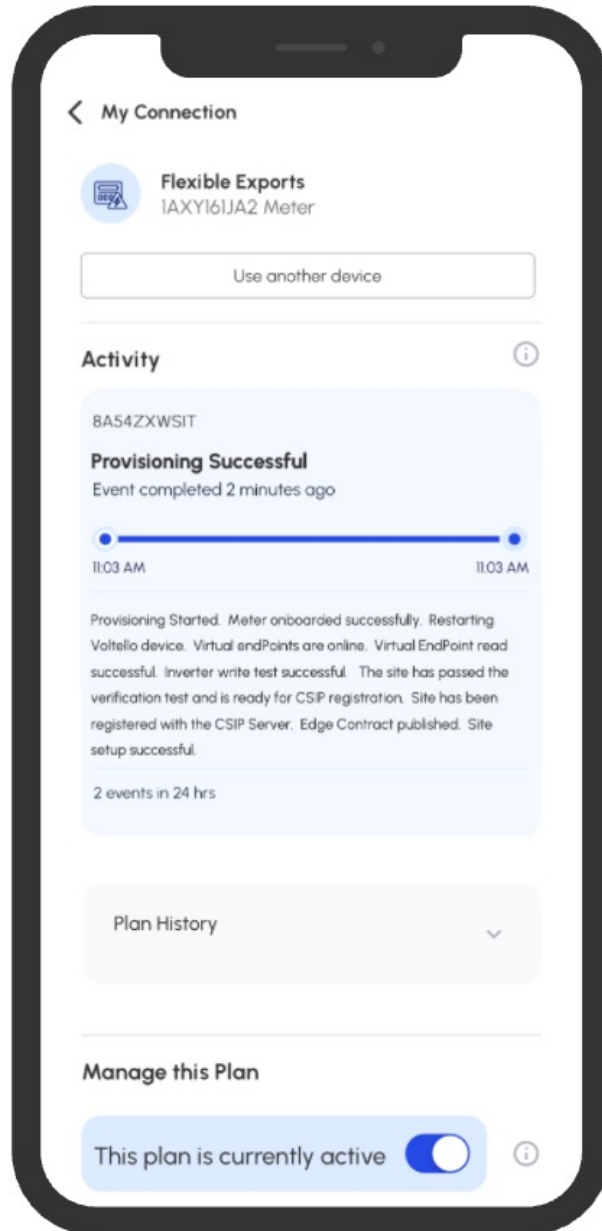 My Connection
Flexible Exports
1AXY161JA2 Meter
Use another device
Activity
8A54ZXWSIT
Provisioning Successful
Event completed 2 minutes ago
11:03 AM
11:03 AM
Provisioning Started. Meter onboarded successfully. Restarting
Voltello device. Virtual endPoints are online. Virtual EndPoint read
successful. Inverter write test successful. The site has passed the
verification test and is ready for CSIP registration. Site has been
registered with the CSIP Server. Edge Contract published. Site
setup successful.
2 events in 24 hrs
Plan History
Manage this Plan
This plan is currently active